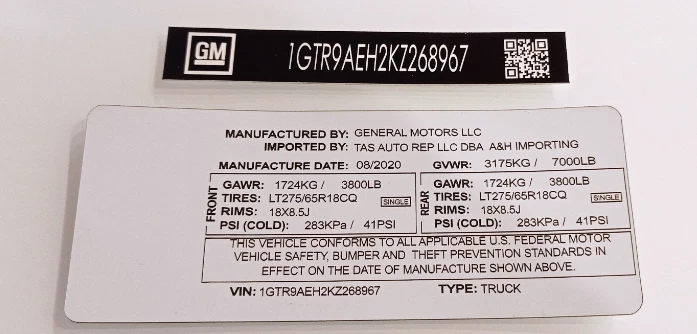 GM 1GTR9AEH2KZ268967
MANUFACTURED BY: GENERAL MOTORS LLC
IMPORTED BY: TAS AUTO REP LLC DBA A&H IMPORTING
MANUFACTURE DATE: 08/2020 GVWR: 3175KG / 7000LB
FRONT
GAWR: 1724KG / 3800LB
TIRES: LT275/65R18CQ SINGLE
RIMS: 18X8.5J
PSI (COLD): 283KPa / 41PSI
REAR
GAWR: 1724KG / 3800LB
TIRES: LT275/65R18CQ SINGLE
RIMS: 18X8.5J
PSI (COLD): 283KPa / 41PSI
THIS VEHICLE CONFORMS TO ALL APPLICABLE U.S. FEDERAL MOTOR
VEHICLE SAFETY, BUMPER AND THEFT PREVENTION STANDARDS IN
EFFECT ON THE DATE OF MANUFACTURE SHOWN ABOVE.
VIN: 1GTR9AEH2KZ268967 TYPE: TRUCK